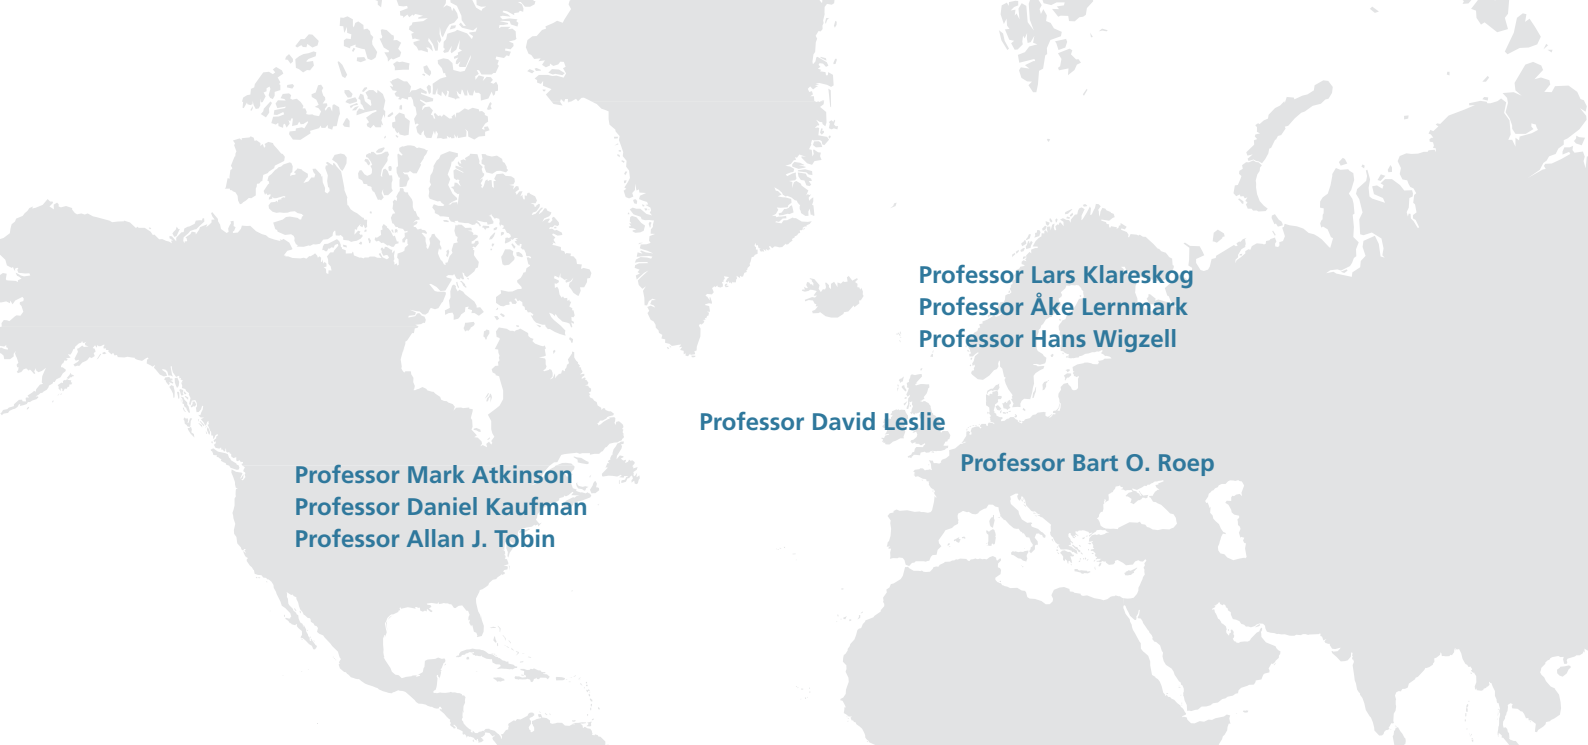 Professor Lars Klareskog
Professor Åke Lernmark
Professor Hans Wigzell
Professor David Leslie
Professor Bart O. Roep
Professor Mark Atkinson
Professor Daniel Kaufman
Professor Allan J. Tobin